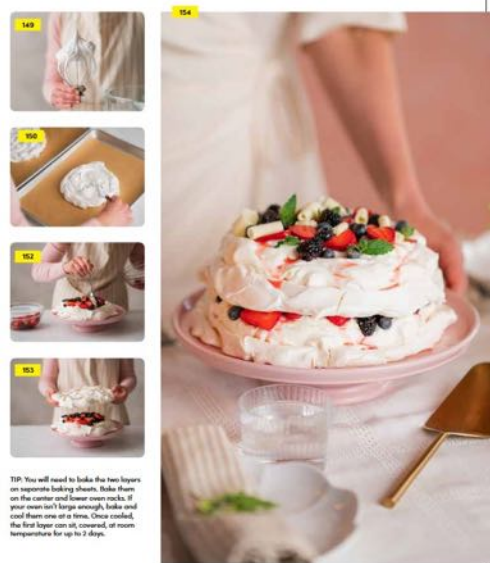 149
150
152
153
154
TIP: You will need to bake the two layers
on separate baking sheets. Bake them
on the center and lower oven racks. If
your oven isn't large enough, bake and
cool them one at a time. Once cooled,
the first layer can sit, covered, at room
temperature for up to 2 days.